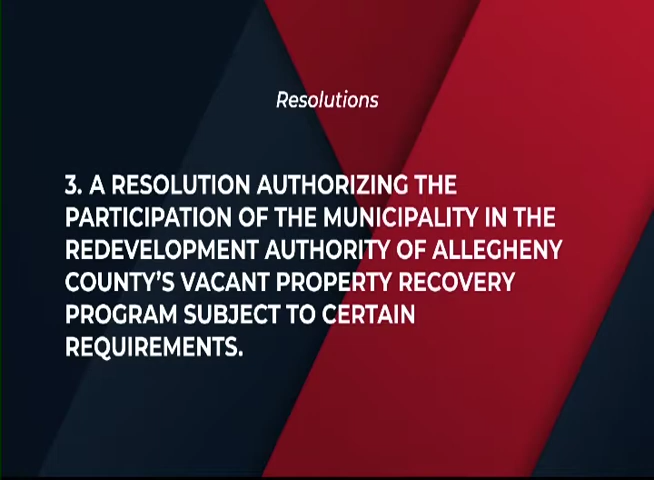 Resolutions
3. A RESOLUTION AUTHORIZING THE
PARTICIPATION OF THE MUNICIPALITY IN THE
REDEVELOPMENT AUTHORITY OF ALLEGHENY
COUNTY’S VACANT PROPERTY RECOVERY
PROGRAM SUBJECT TO CERTAIN
REQUIREMENTS.